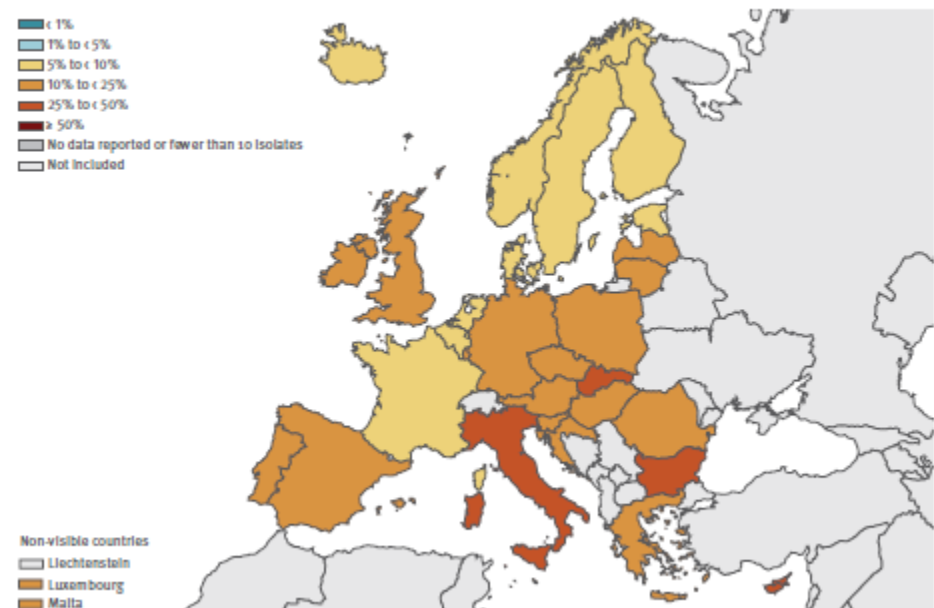 < 1%
1% to < 5%
5% to < 10%
10% to < 25%
25% to < 50%
≥ 50%
No data reported or fewer than 10 isolates
Not included
Non-visible countries
Liechtenstein
Luxembourg
Malta